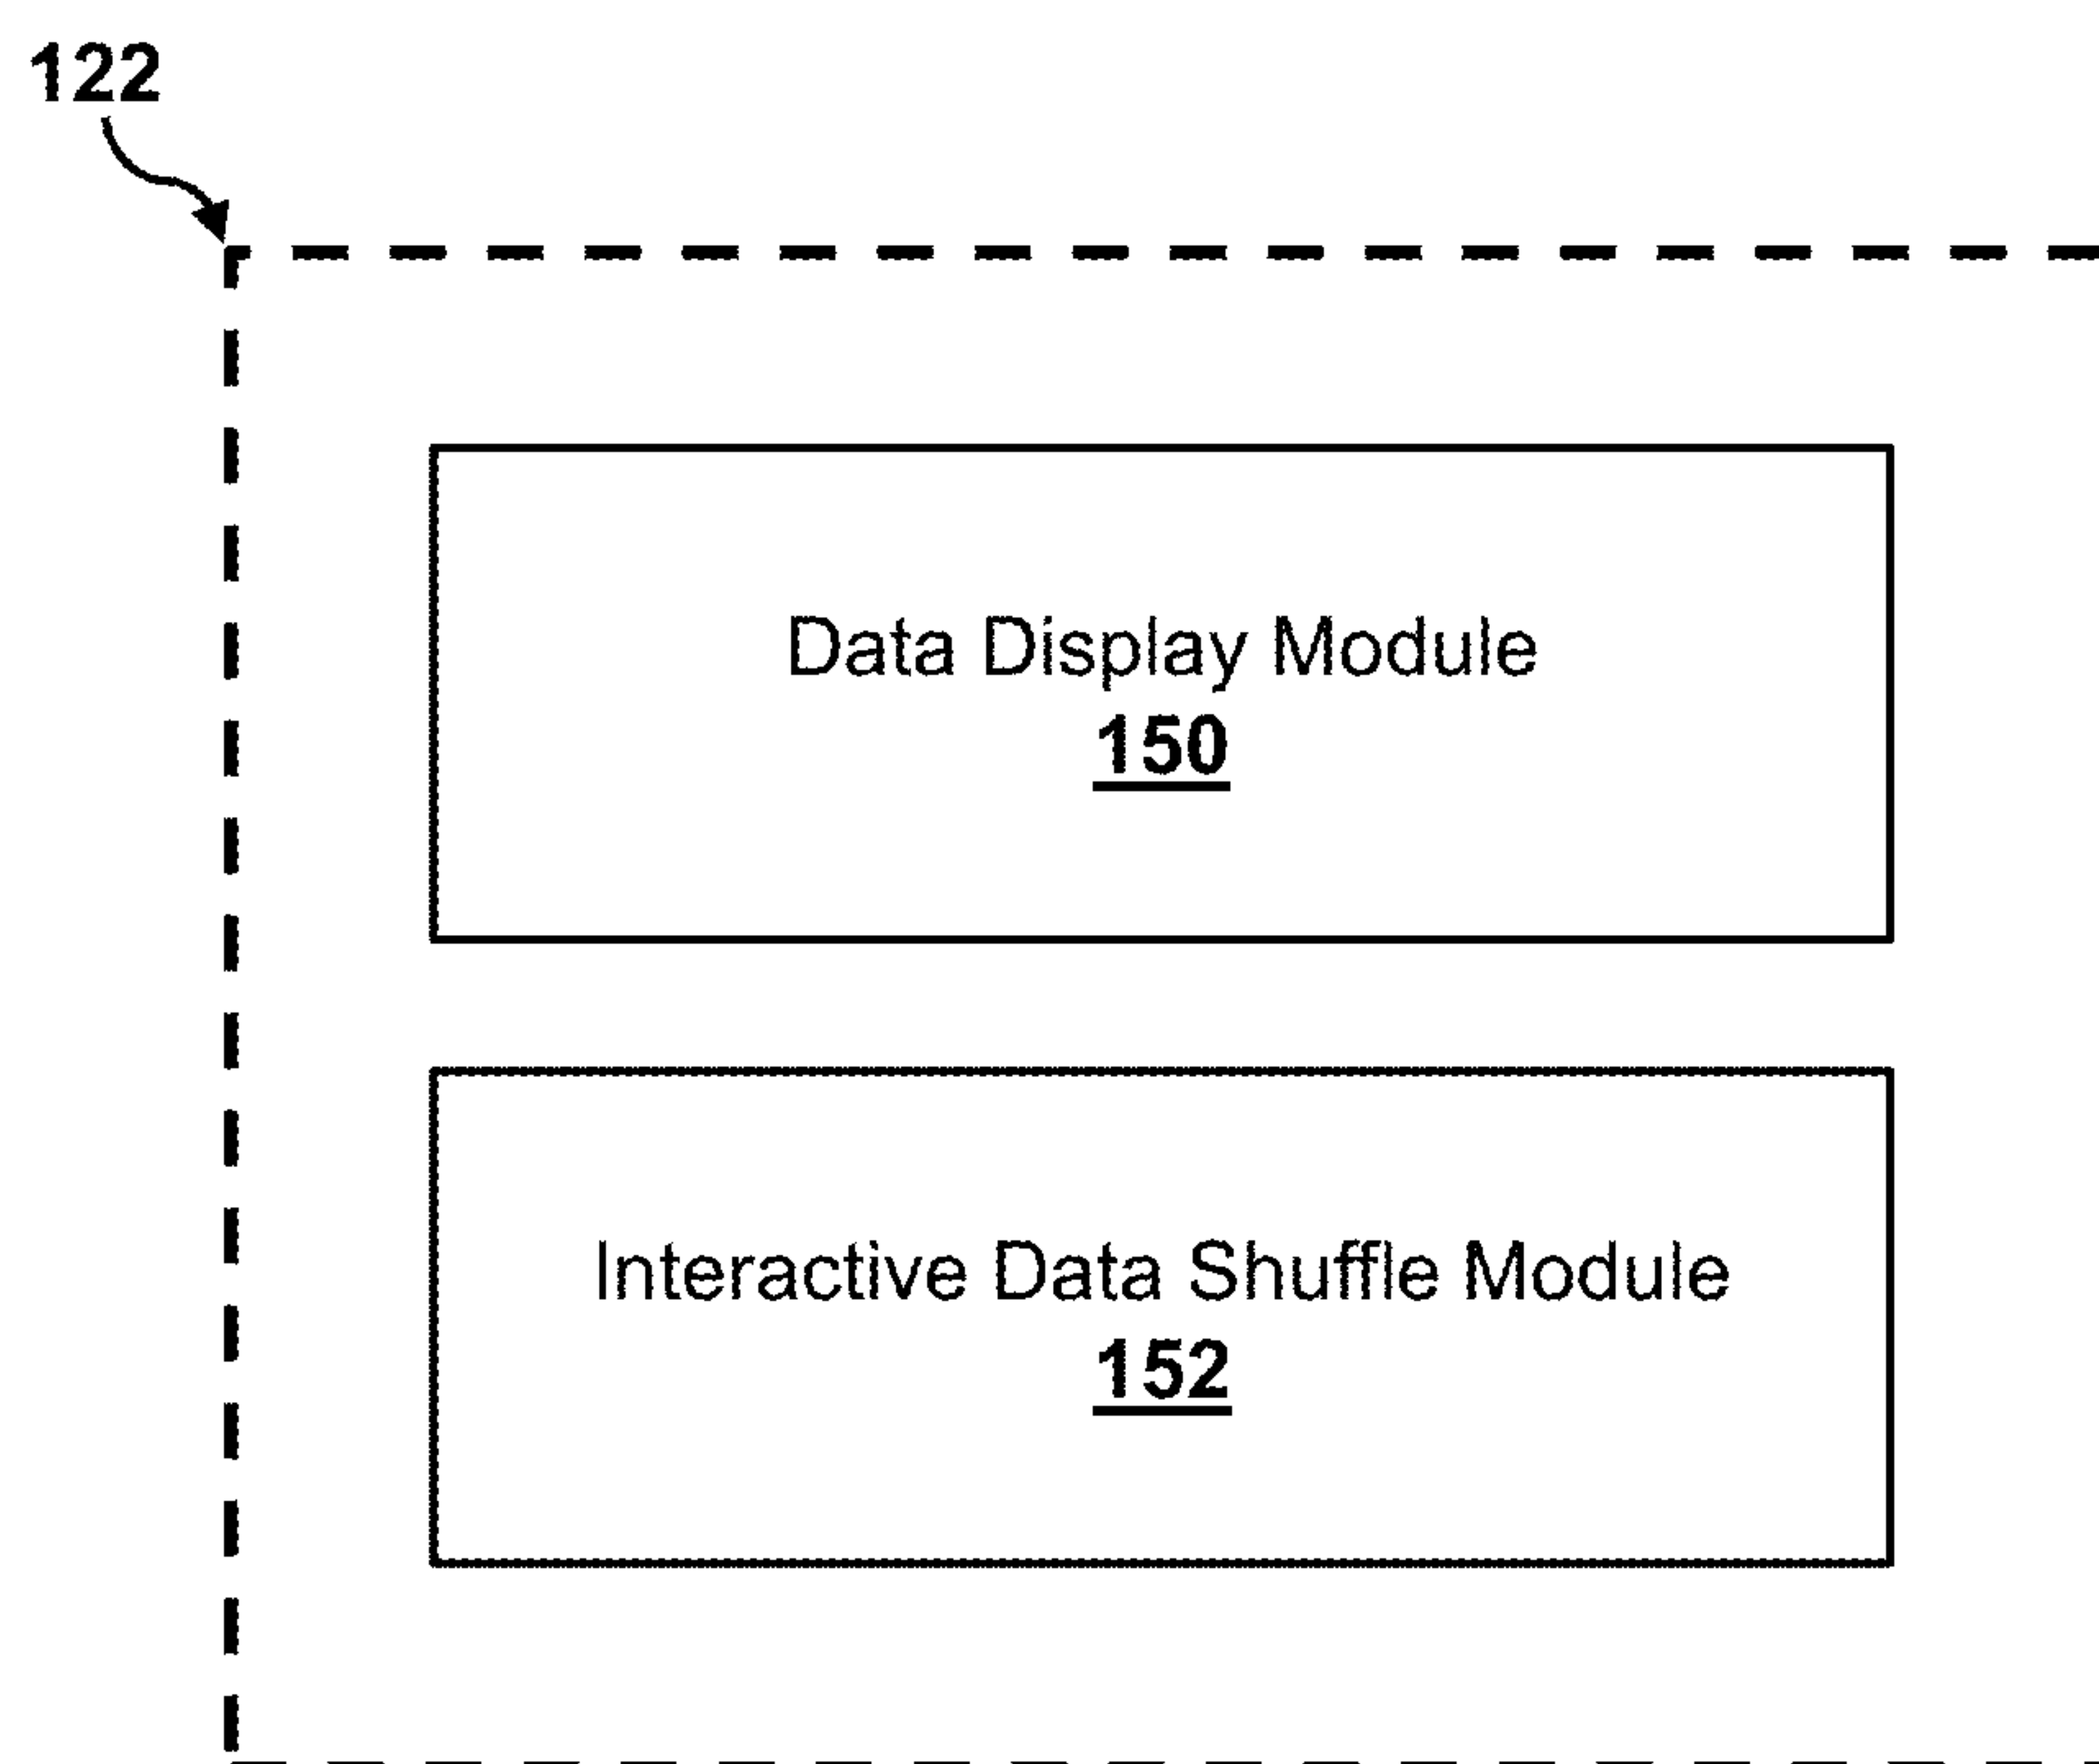 122
Data Display Module
150
Interactive Data Shuffle Module
152